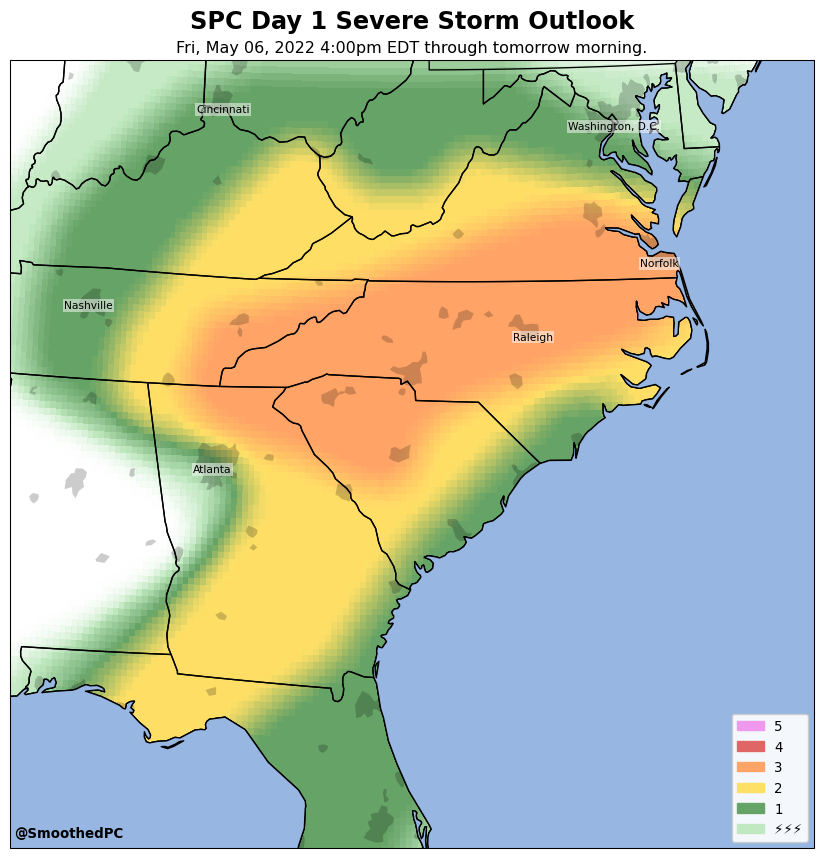 SPC Day 1 Severe Storm Outlook
Fri, May 06, 2022 4:00pm EDT through tomorrow morning.
Cincinnati
Washington, D.C.
Norfolk
Nashville
Raleigh
Atlanta
5
4
3
2
1
⚡⚡⚡
@SmoothedPC